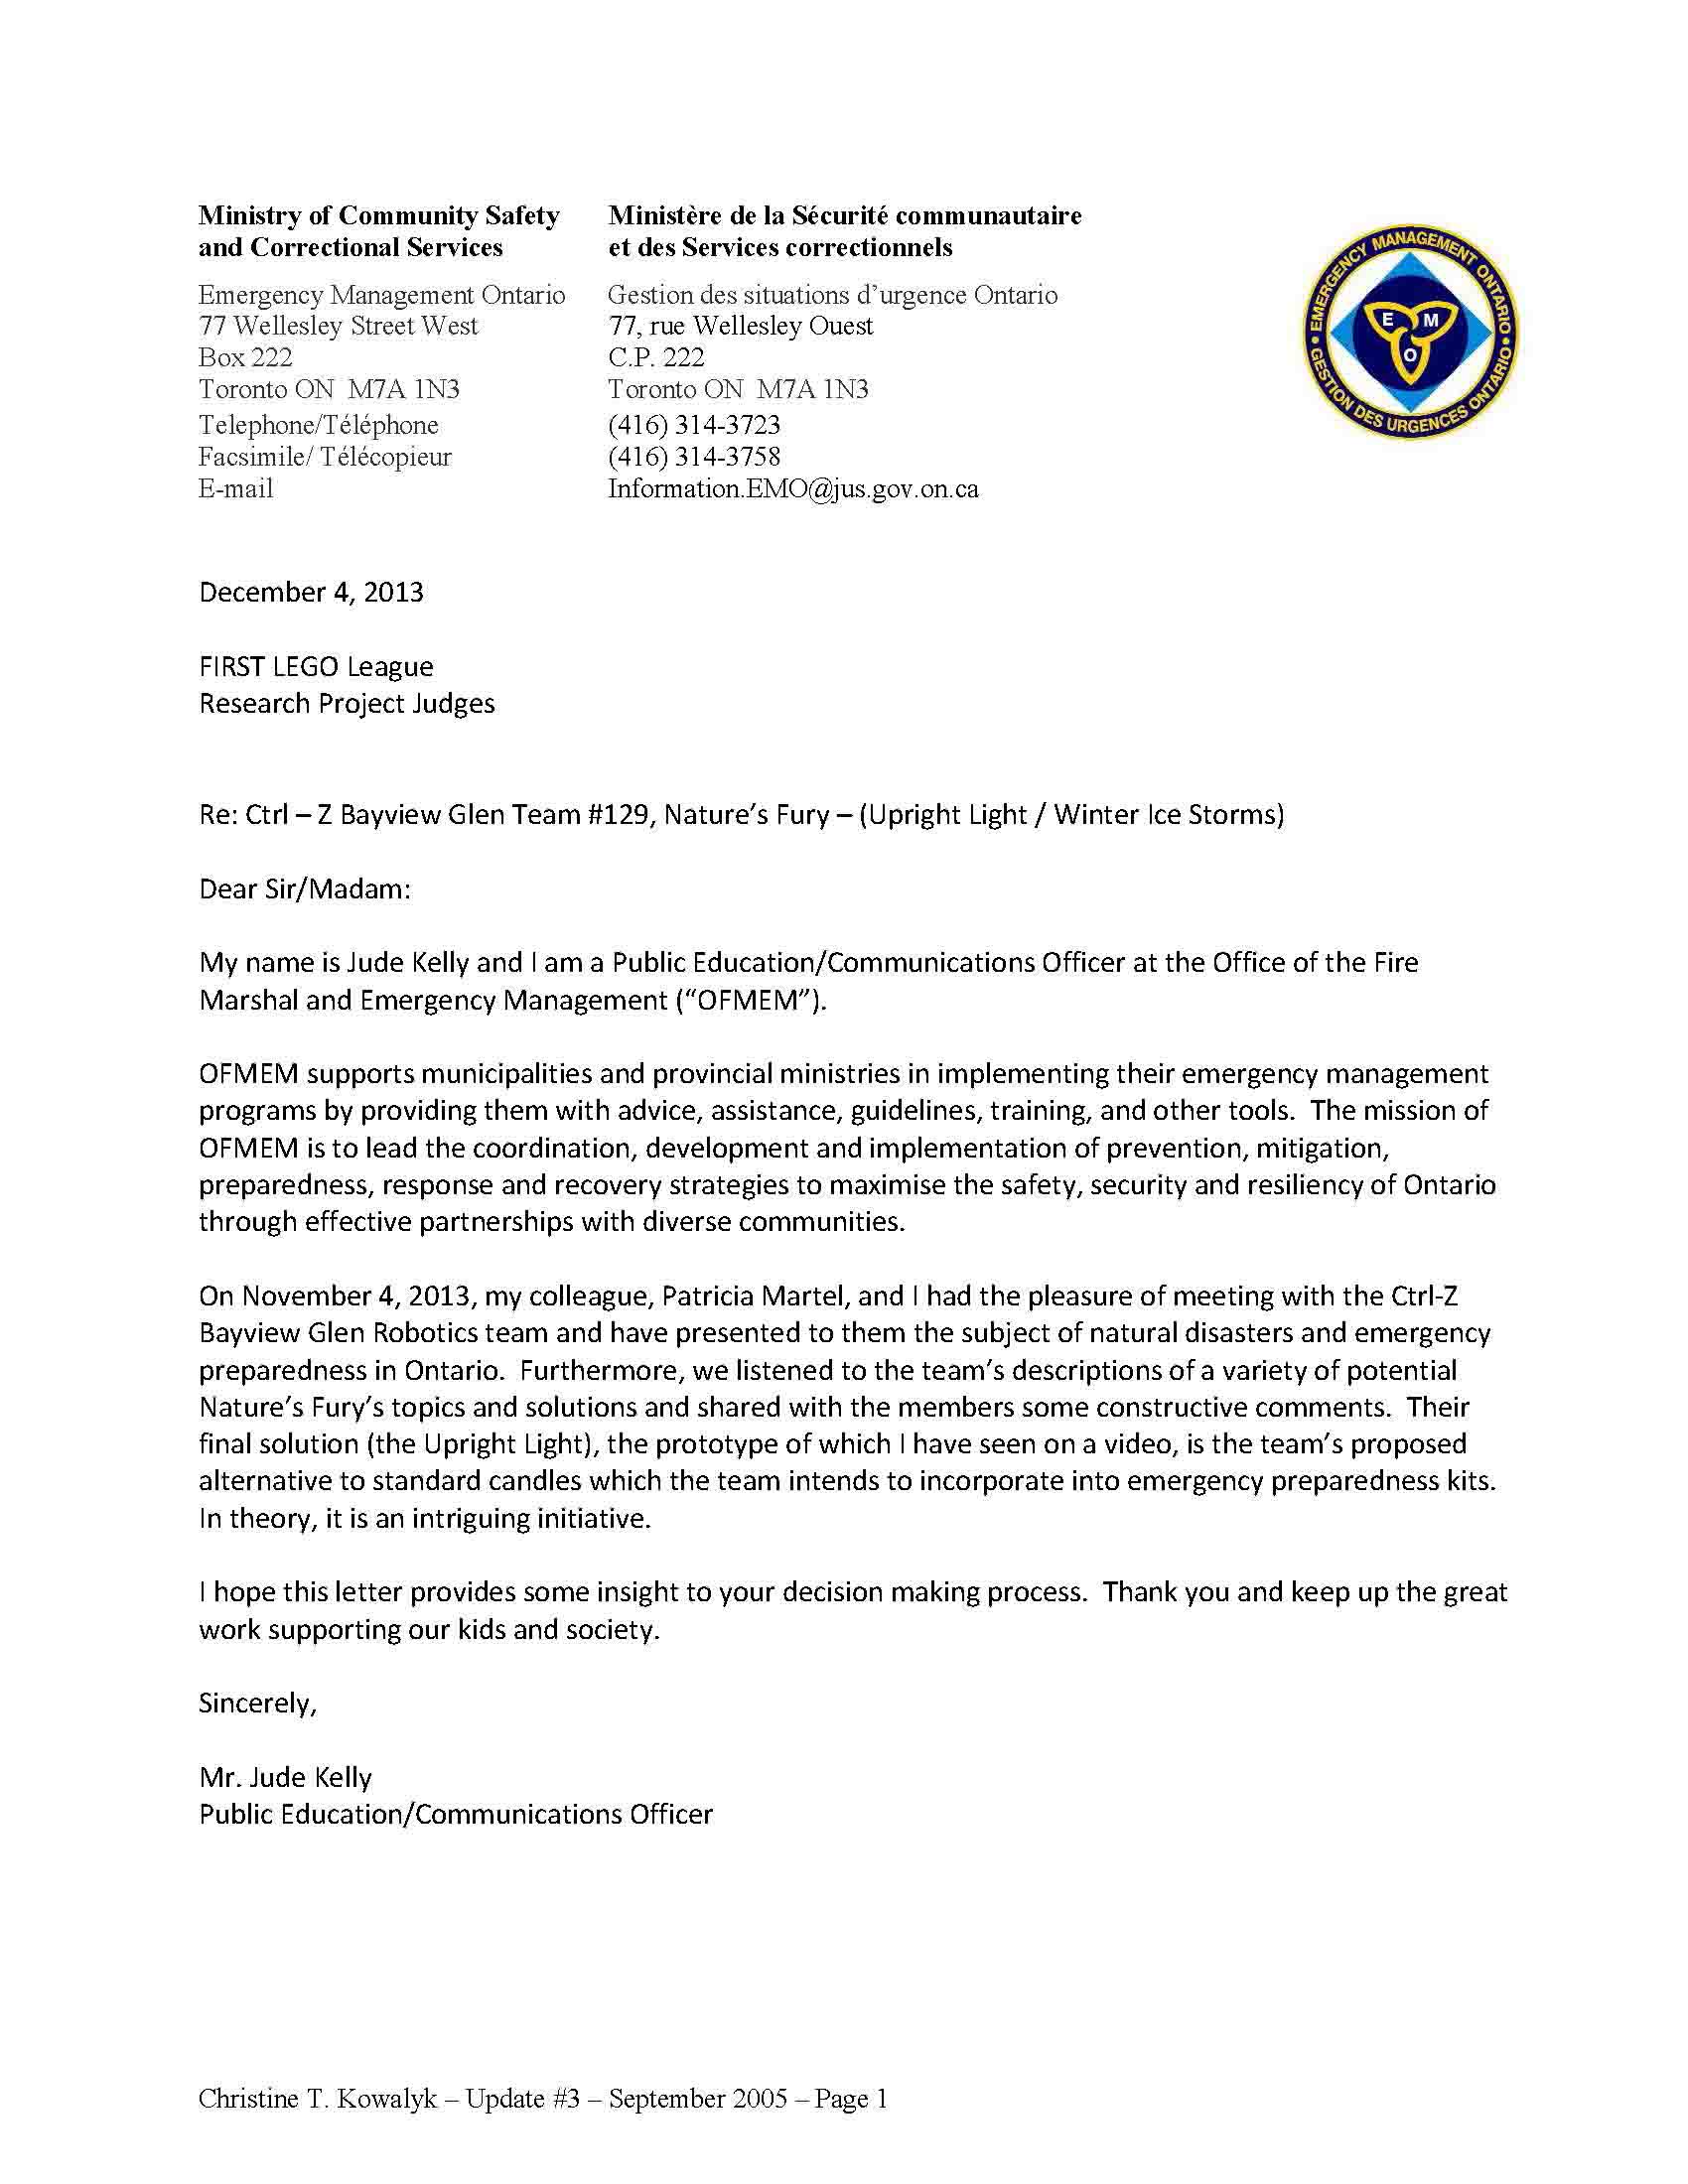 Ministry of Community Safety
and Correctional Services
Ministère de la Sécurité communautaire
et des Services correctionnels
Emergency Management Ontario
77 Wellesley Street West
Box 222
Toronto ON  M7A 1N3
Gestion des situations d'urgence Ontario
77, rue Wellesley Ouest
C.P. 222
Toronto ON  M7A 1N3
Telephone/Téléphone (416) 314-3723
Facsimile/ Télécopieur (416) 314-3758
E-mail Information.EMO@jus.gov.on.ca
• EMERGENCY MANAGEMENT ONTARIO •
GESTION DES URGENCES ONTARIO
E M
O
December 4, 2013
FIRST LEGO League
Research Project Judges
Re: Ctrl – Z Bayview Glen Team #129, Nature's Fury – (Upright Light / Winter Ice Storms)
Dear Sir/Madam:
My name is Jude Kelly and I am a Public Education/Communications Officer at the Office of the Fire
Marshal and Emergency Management ("OFMEM").
OFMEM supports municipalities and provincial ministries in implementing their emergency management
programs by providing them with advice, assistance, guidelines, training, and other tools.  The mission of
OFMEM is to lead the coordination, development and implementation of prevention, mitigation,
preparedness, response and recovery strategies to maximise the safety, security and resiliency of Ontario
through effective partnerships with diverse communities.
On November 4, 2013, my colleague, Patricia Martel, and I had the pleasure of meeting with the Ctrl-Z
Bayview Glen Robotics team and have presented to them the subject of natural disasters and emergency
preparedness in Ontario.  Furthermore, we listened to the team's descriptions of a variety of potential
Nature's Fury's topics and solutions and shared with the members some constructive comments.  Their
final solution (the Upright Light), the prototype of which I have seen on a video, is the team's proposed
alternative to standard candles which the team intends to incorporate into emergency preparedness kits.
In theory, it is an intriguing initiative.
I hope this letter provides some insight to your decision making process.  Thank you and keep up the great
work supporting our kids and society.
Sincerely,
Mr. Jude Kelly
Public Education/Communications Officer
Christine T. Kowalyk – Update #3 – September 2005 – Page 1